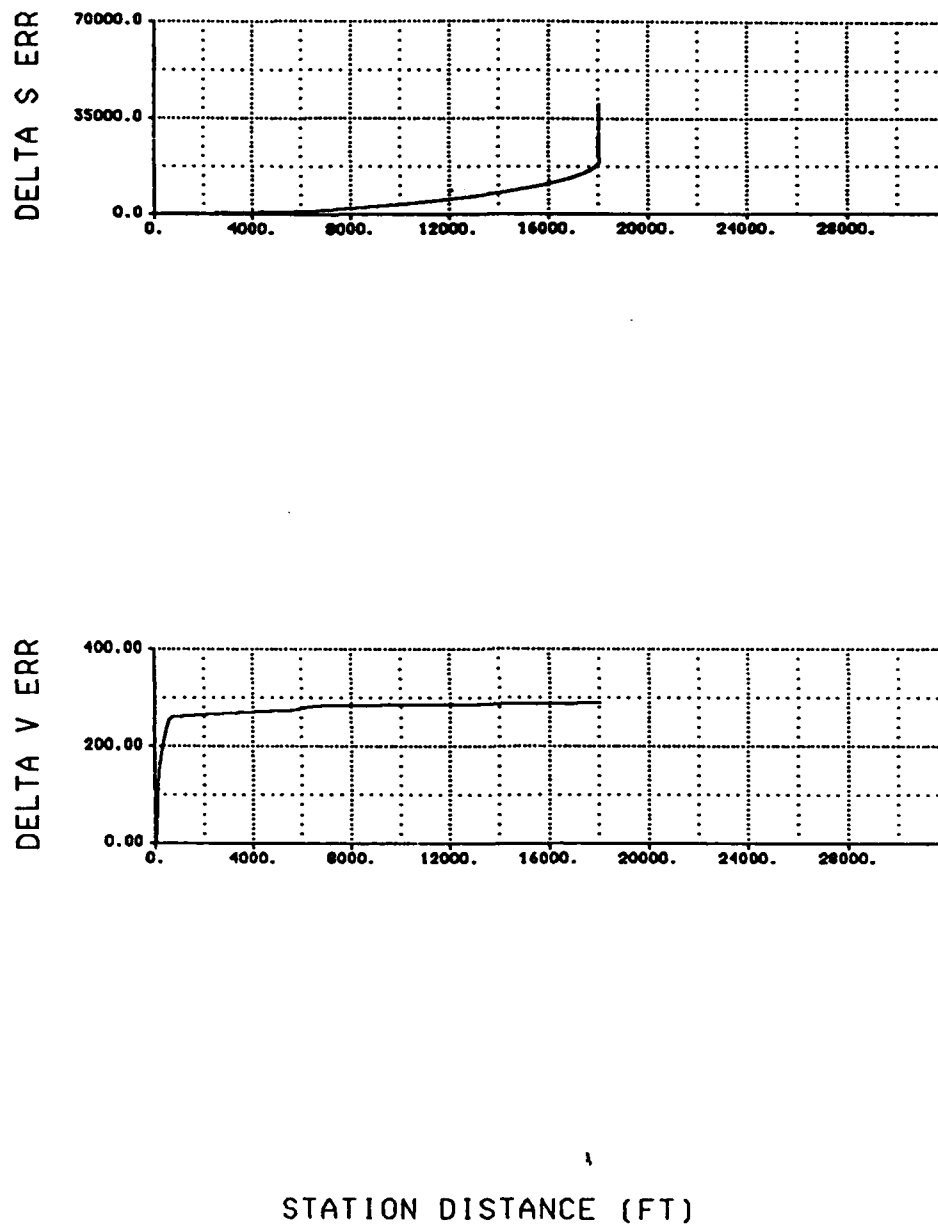 DELTA S ERR
70000.0
35000.0
0.0
0. 4000. 8000. 12000. 16000. 20000. 24000. 28000.
DELTA V ERR
400.00
200.00
0.00
0. 4000. 8000. 12000. 16000. 20000. 24000. 28000.
STATION DISTANCE (FT)